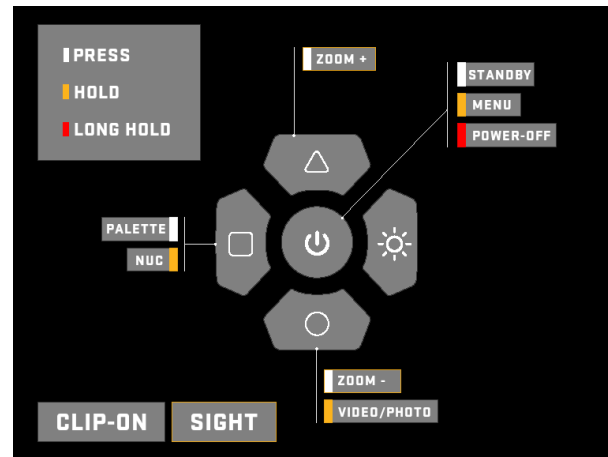 PRESS
HOLD
LONG HOLD
ZOOM +
STANDBY
MENU
POWER-OFF
PALETTE
NUC
ZOOM -
VIDEO/PHOTO
CLIP-ON
SIGHT